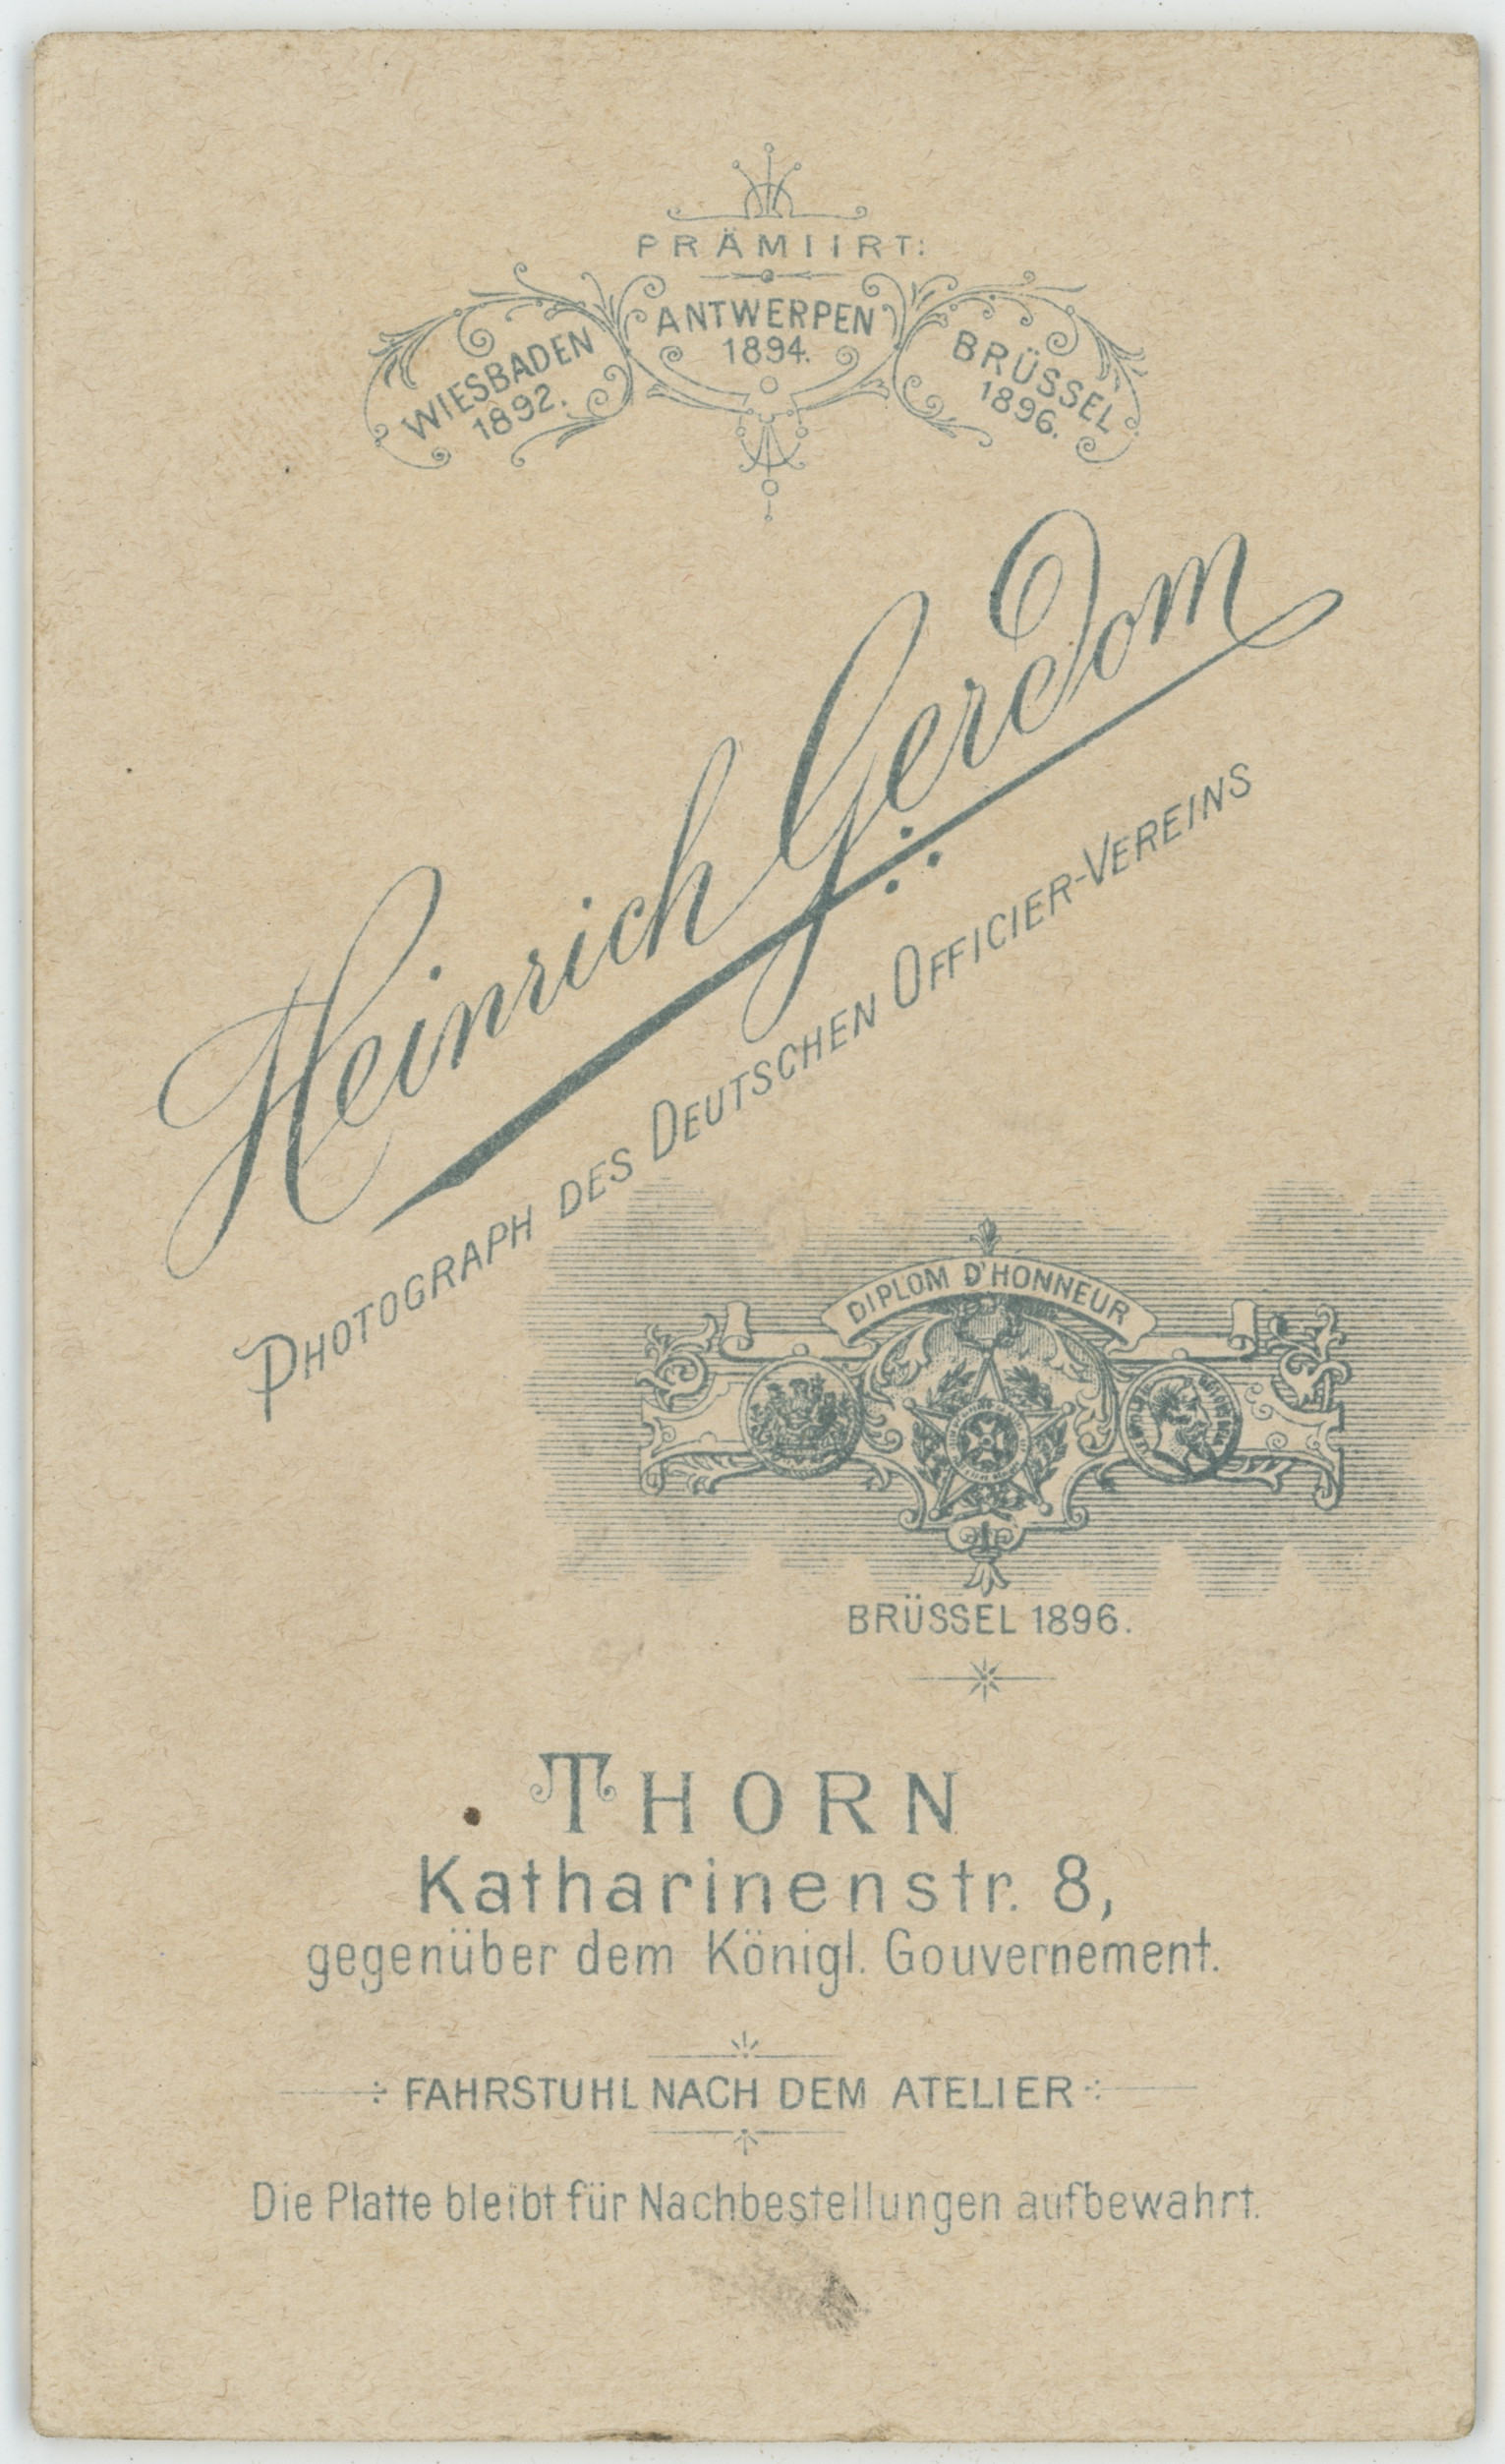 PRÄMIIRT:
WIESBADEN
1892.
ANTWERPEN
1894.
BRÜSSEL
1896.
Heinrich Gerdom
PHOTOGRAPH DES DEUTSCHEN OFFICIER-VEREINS
DIPLOM D'HONNEUR
BRÜSSEL 1896.
THORN
Katharinenstr. 8,
gegenüber dem Königl. Gouvernement.
FAHRSTUHL NACH DEM ATELIER
Die Platte bleibt für Nachbestellungen aufbewahrt.